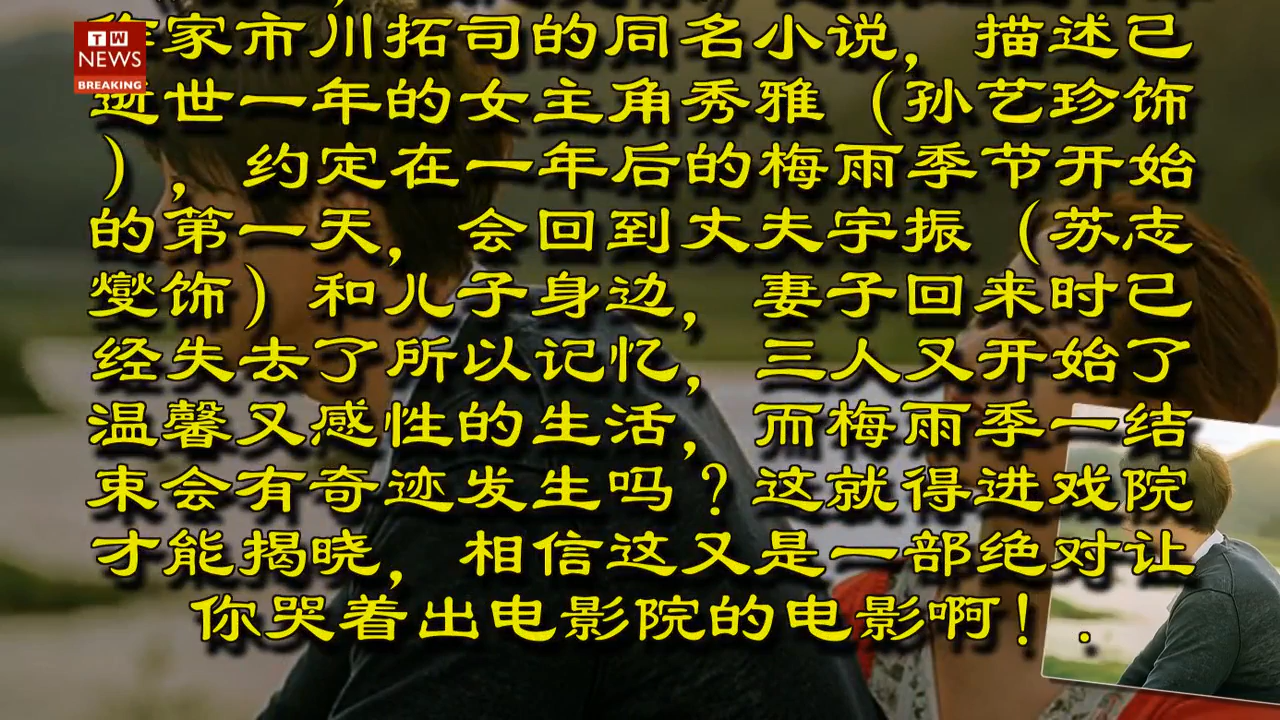 TW
NEWS
BREAKING
作家市川拓司的同名小说，描述已
逝世一年的女主角秀雅（孙艺珍饰
），约定在一年后的梅雨季节开始
的第一天，会回到丈夫宇振（苏志
燮饰）和儿子身边，妻子回来时已
经失去了所以记忆，三人又开始了
温馨又感性的生活，而梅雨季一结
束会有奇迹发生吗？这就得进戏院
才能揭晓，相信这又是一部绝对让
你哭着出电影院的电影啊！.